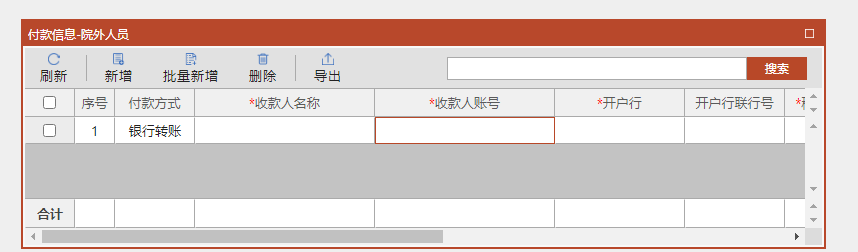 付款信息-院外人员
刷新 新增 批量新增 删除 导出 搜索
序号 付款方式 *收款人名称 *收款人账号 *开户行 开户行联行号 *
1 银行转账
合计